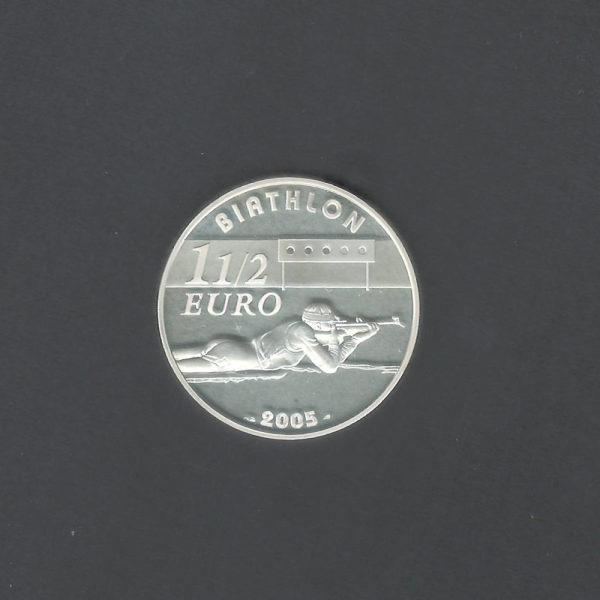 BIATHLON
1 1/2
EURO
2005